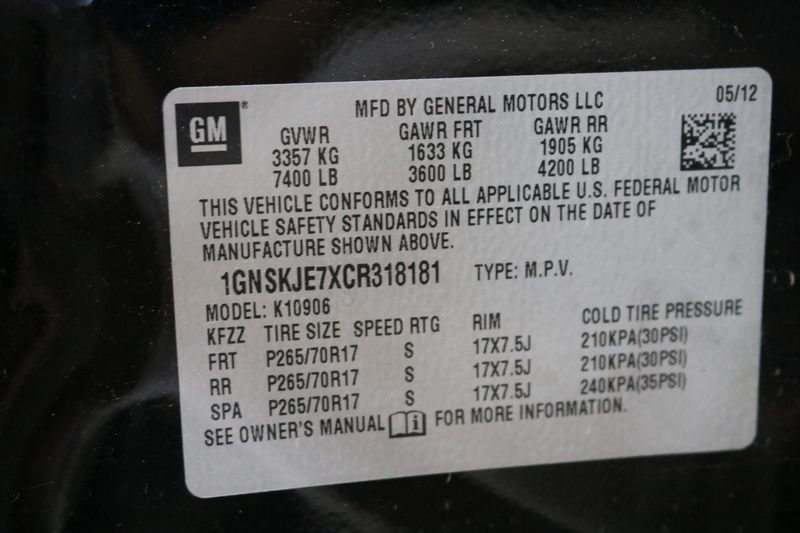 GM®
MFD BY GENERAL MOTORS LLC 05/12
GVWR GAWR FRT GAWR RR
3357 KG 1633 KG 1905 KG
7400 LB 3600 LB 4200 LB
THIS VEHICLE CONFORMS TO ALL APPLICABLE U.S. FEDERAL MOTOR
VEHICLE SAFETY STANDARDS IN EFFECT ON THE DATE OF
MANUFACTURE SHOWN ABOVE.
1GNSKJE7XCR318181 TYPE: M.P.V.
MODEL: K10906
KFZZ TIRE SIZE SPEED RTG RIM COLD TIRE PRESSURE
FRT P265/70R17 S 17X7.5J 210KPA(30PSI)
RR P265/70R17 S 17X7.5J 210KPA(30PSI)
SPA P265/70R17 S 17X7.5J 240KPA(35PSI)
SEE OWNER'S MANUAL i FOR MORE INFORMATION.